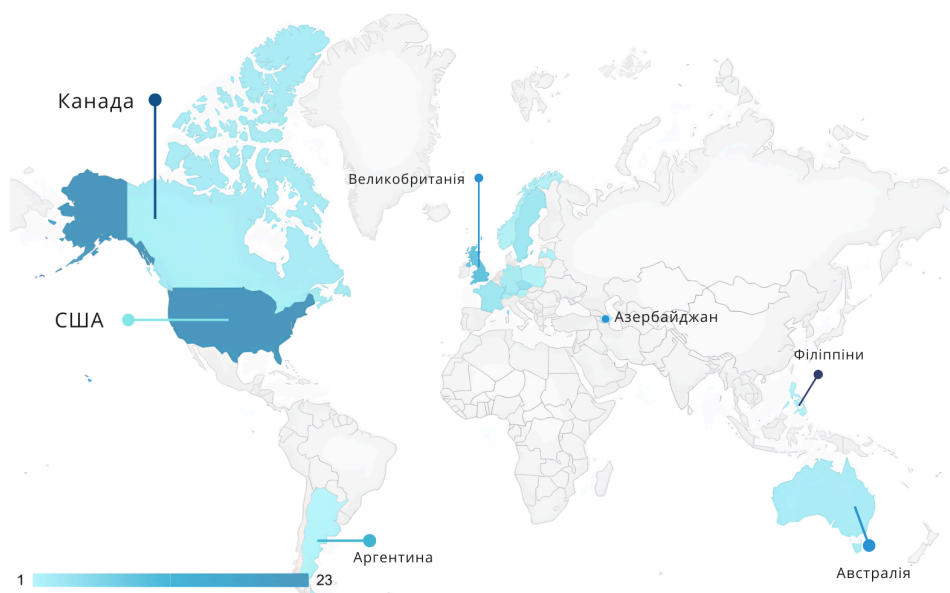 Канада
Великобританія
США
Азербайджан
Філіппіни
Аргентина
Австралія
1
23